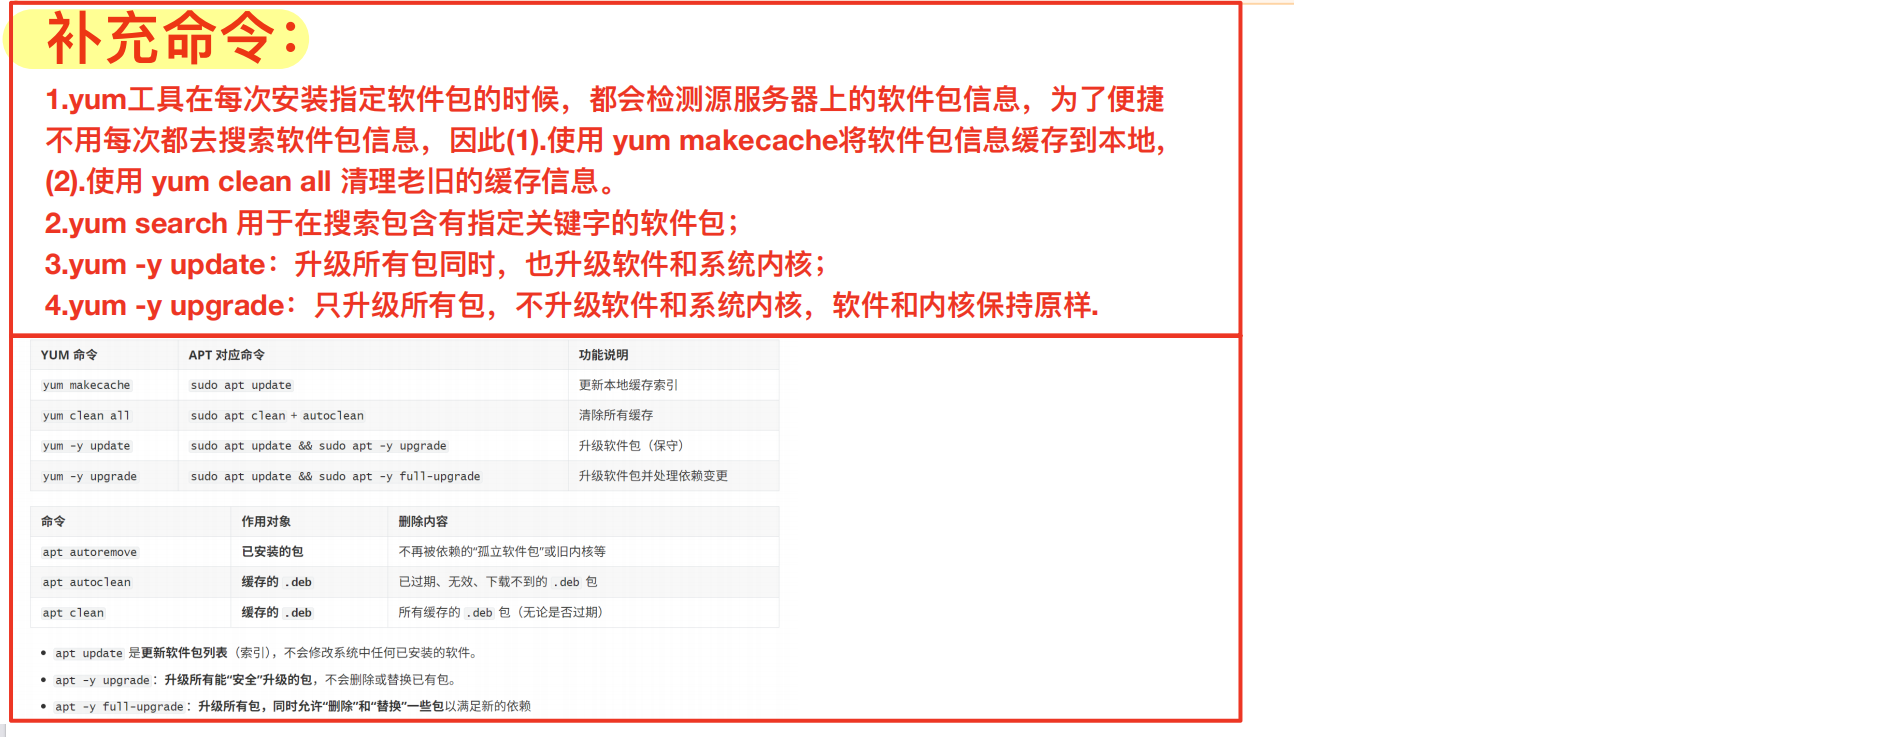 补充命令：
1.yum工具在每次安装指定软件包的时候，都会检测源服务器上的软件包信息，为了便捷
不用每次都去搜索软件包信息，因此(1).使用 yum makecache将软件包信息缓存到本地，
(2).使用 yum clean all 清理老旧的缓存信息。
2.yum search 用于在搜索包含有指定关键字的软件包；
3.yum -y update：升级所有包同时，也升级软件和系统内核；
4.yum -y upgrade：只升级所有包，不升级软件和系统内核，软件和内核保持原样.
YUM 命令 APT 对应命令 功能说明
yum makecache sudo apt update 更新本地缓存索引
yum clean all sudo apt clean + autoclean 清除所有缓存
yum -y update sudo apt update && sudo apt -y upgrade 升级软件包（保守）
yum -y upgrade sudo apt update && sudo apt -y full-upgrade 升级软件包并处理依赖变更
命令 作用对象 删除内容
apt autoremove 已安装的包 不再被依赖的“孤立软件包”或旧内核等
apt autoclean 缓存的 .deb 已过期、无效、下载不到的 .deb 包
apt clean 缓存的 .deb 所有缓存的 .deb 包（无论是否过期）
• apt update 是更新软件包列表（索引），不会修改系统中任何已安装的软件。
• apt -y upgrade：升级所有能“安全”升级的包，不会删除或替换已有包。
• apt -y full-upgrade：升级所有包，同时允许“删除”和“替换”一些包以满足新的依赖